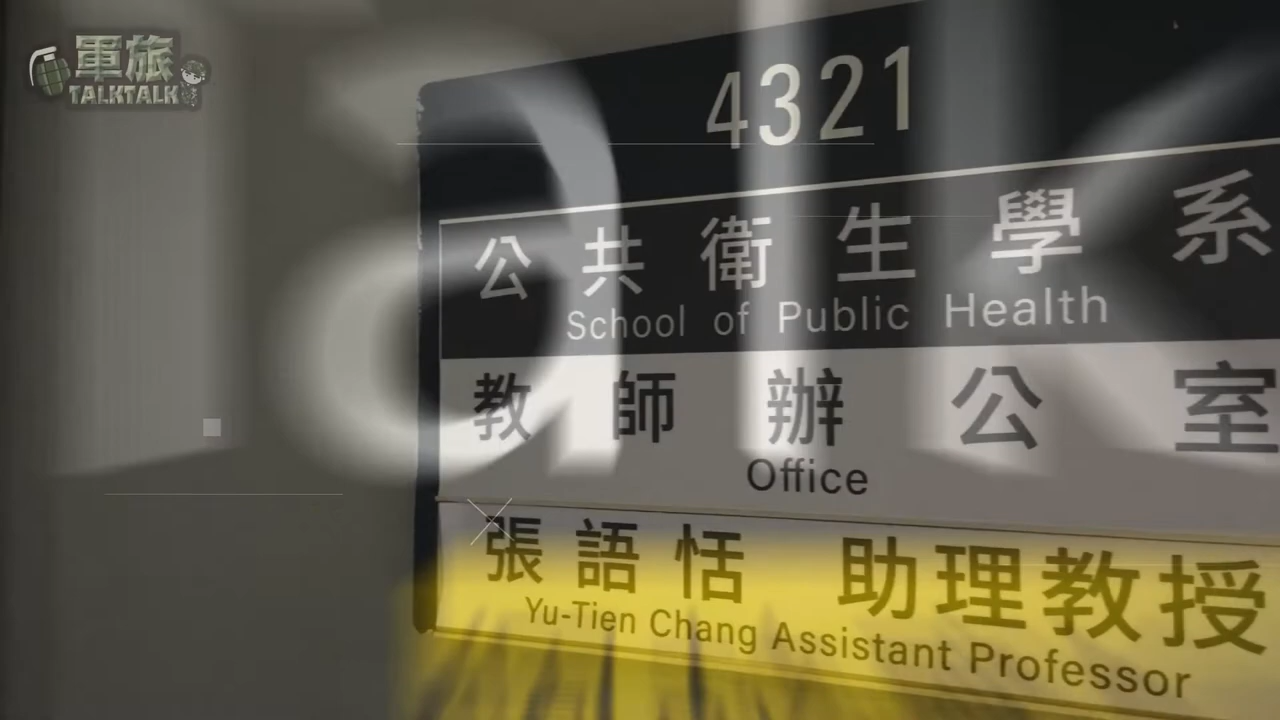 軍旅
TALKTALK
4321
公共衛生學系
School of Public Health
教師辦公室
Office
張語恬 助理教授
Yu-Tien Chang Assistant Professor